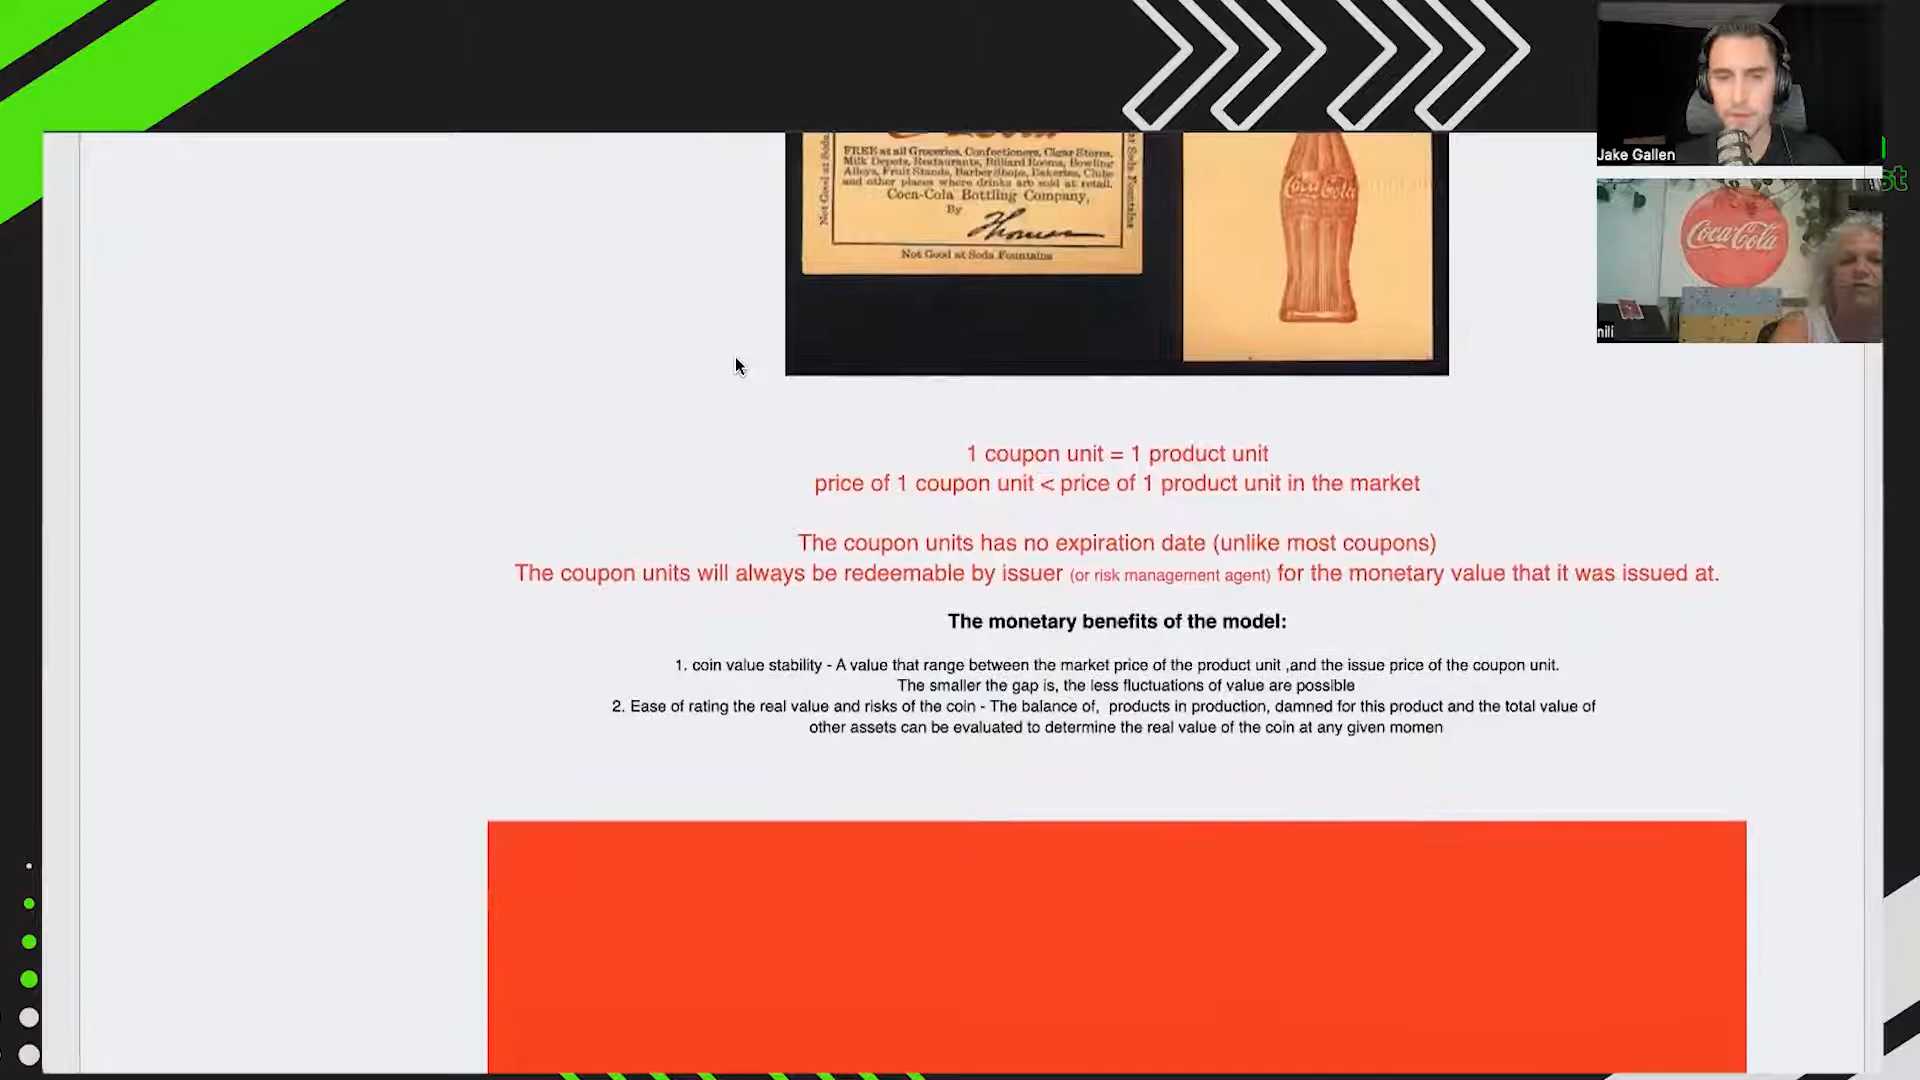 FREE at all Groceries, Confectioners, Cigar Stores,
Milk Depots, Restaurants, Billiard Rooms, Bowling
Alleys, Fruit Stands, Barber Shops, Bakeries, Clubs
and other places where drinks are sold at retail.
Coca-Cola Bottling Company,
By
Not Good at Soda Fountains
Not Good at Soda
Soda Fountains
Coca-Cola
Jake Gallen
st
Coca-Cola
nili
1 coupon unit = 1 product unit
price of 1 coupon unit < price of 1 product unit in the market
The coupon units has no expiration date (unlike most coupons)
The coupon units will always be redeemable by issuer (or risk management agent) for the monetary value that it was issued at.
The monetary benefits of the model:
1. coin value stability - A value that range between the market price of the product unit ,and the issue price of the coupon unit.
The smaller the gap is, the less fluctuations of value are possible
2. Ease of rating the real value and risks of the coin - The balance of, products in production, damned for this product and the total value of
other assets can be evaluated to determine the real value of the coin at any given momen